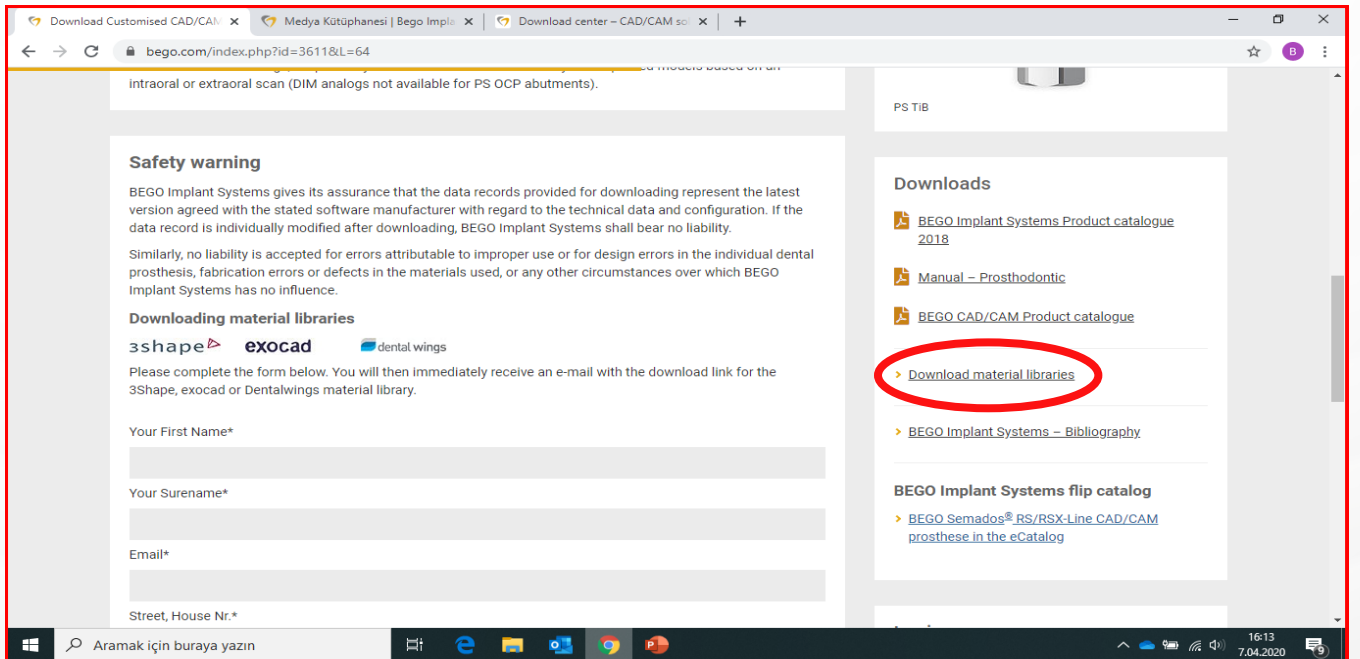 Download Customised CAD/CAM
Medya Kütüphanesi | Bego Impla
Download center – CAD/CAM so
bego.com/index.php?id=3611&L=64
B
intraoral or extraoral scan (DIM analogs not available for PS OCP abutments).
Safety warning
BEGO Implant Systems gives its assurance that the data records provided for downloading represent the latest
version agreed with the stated software manufacturer with regard to the technical data and configuration. If the
data record is individually modified after downloading, BEGO Implant Systems shall bear no liability.
Similarly, no liability is accepted for errors attributable to improper use or for design errors in the individual dental
prosthesis, fabrication errors or defects in the materials used, or any other circumstances over which BEGO
Implant Systems has no influence.
Downloading material libraries
3shape exocad dental wings
Please complete the form below. You will then immediately receive an e-mail with the download link for the
3Shape, exocad or Dentalwings material library.
Your First Name*
Your Surename*
Email*
Street, House Nr.*
PS TiB
Downloads
BEGO Implant Systems Product catalogue
2018
Manual – Prosthodontic
BEGO CAD/CAM Product catalogue
Download material libraries
BEGO Implant Systems – Bibliography
BEGO Implant Systems flip catalog
BEGO Semados® RS/RSX-Line CAD/CAM
prosthese in the eCatalog
Aramak için buraya yazın
16:13
7.04.2020
9